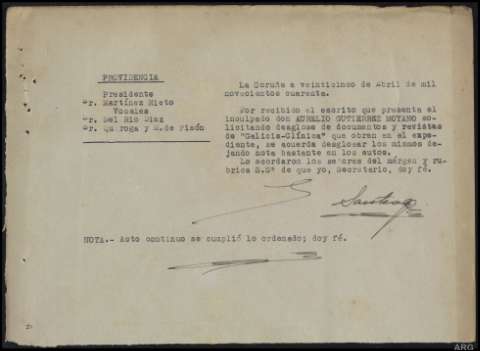 PROVIDENCIA
Presidente
Sr. Martínez Nieto
Vocales
Sr. Del Rio Diaz
Sr. Quiroga y M. de Pisón
La Coruña a veinticinco de Abril de mil
novecientos cuarenta.
Por recibido el escrito que presenta el
inculpado don AURELIO GUTIERREZ MOYANO so-
licitando desglose de documentos y revistas
de "Galicia-Clínica" que obran en el expe-
diente, se acuerda desglosar los mismos de-
jando nota bastante en los autos.
Lo acordaron los señores del márgen y ru-
brica S.Sª de que yo, Secretario, doy fé.
Santiago
NOTA.- Acto continuo se cumplió lo ordenado; doy fé.
ARG